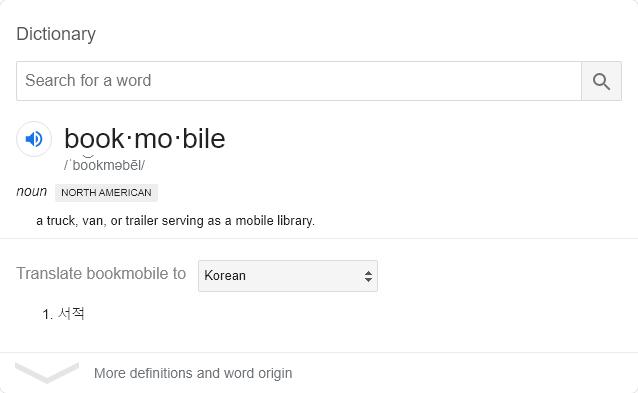 Dictionary
Search for a word
book·mo·bile
/ˈbo͝okməbēl/
noun NORTH AMERICAN
a truck, van, or trailer serving as a mobile library.
Translate bookmobile to Korean
1. 서적
More definitions and word origin